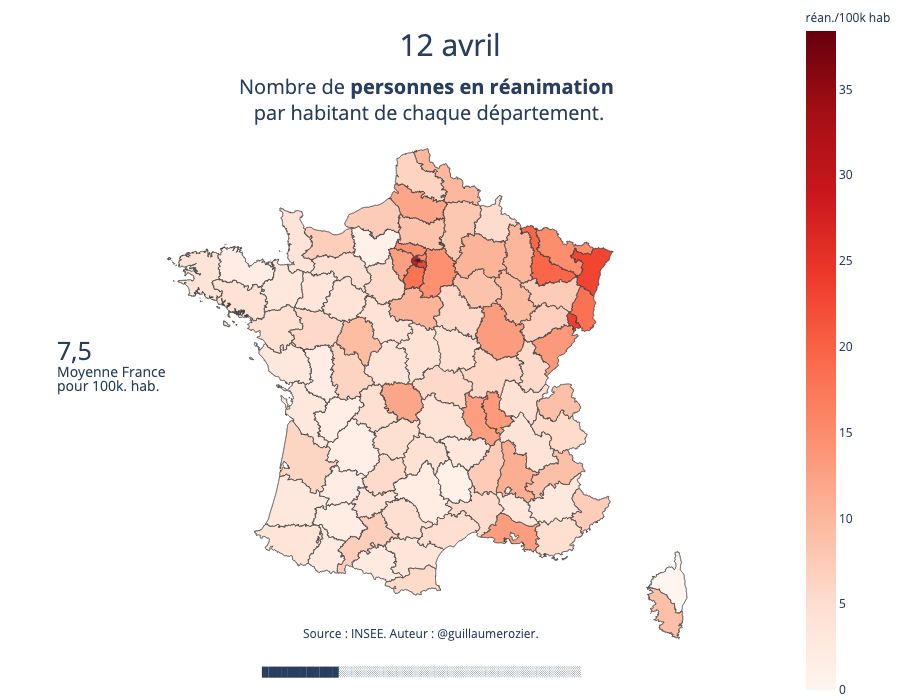 réan./100k hab
12 avril
Nombre de personnes en réanimation
par habitant de chaque département.
35
30
25
20
15
10
5
0
7,5
Moyenne France
pour 100k. hab.
Source : INSEE. Auteur : @guillaumerozier.